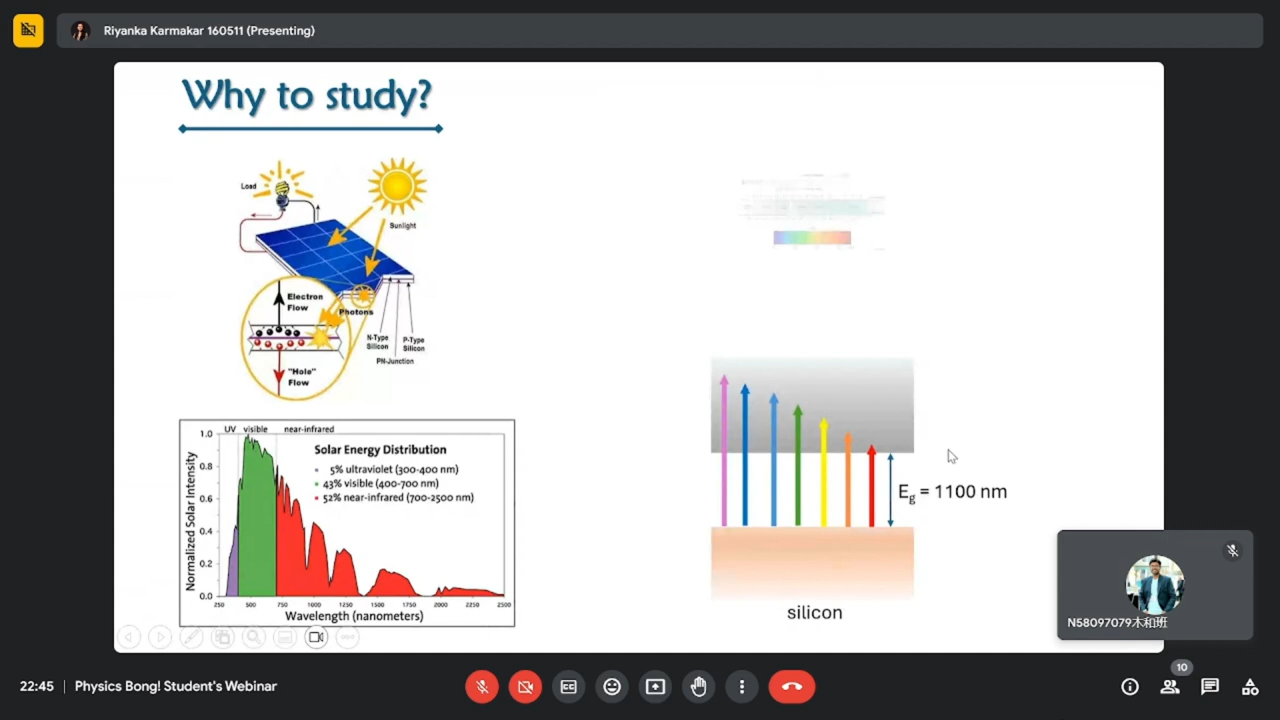 Riyanka Karmakar 160511 (Presenting)
Why to study?
Load
Sunlight
Electron
Flow
Photons
N-Type
Silicon
P-Type
Silicon
PN-Junction
"Hole"
Flow
UV visible near-infrared
Solar Energy Distribution
5% ultraviolet (300-400 nm)
43% visible (400-700 nm)
52% near-infrared (700-2500 nm)
Normalized Solar Intensity
1.0
0.8
0.6
0.4
0.2
0.0
250 500 750 1000 1250 1500 1750 2000 2250 2500
Wavelength (nanometers)
Eg = 1100 nm
silicon
N58097079木和班
10
22:45 | Physics Bong! Student's Webinar